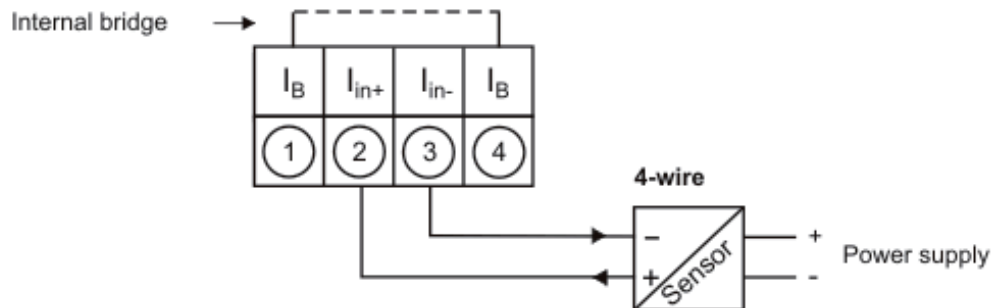 Internal bridge
I_B I_in+ I_in- I_B
1 2 3 4
4-wire
- +
+ -
Sensor
Power supply